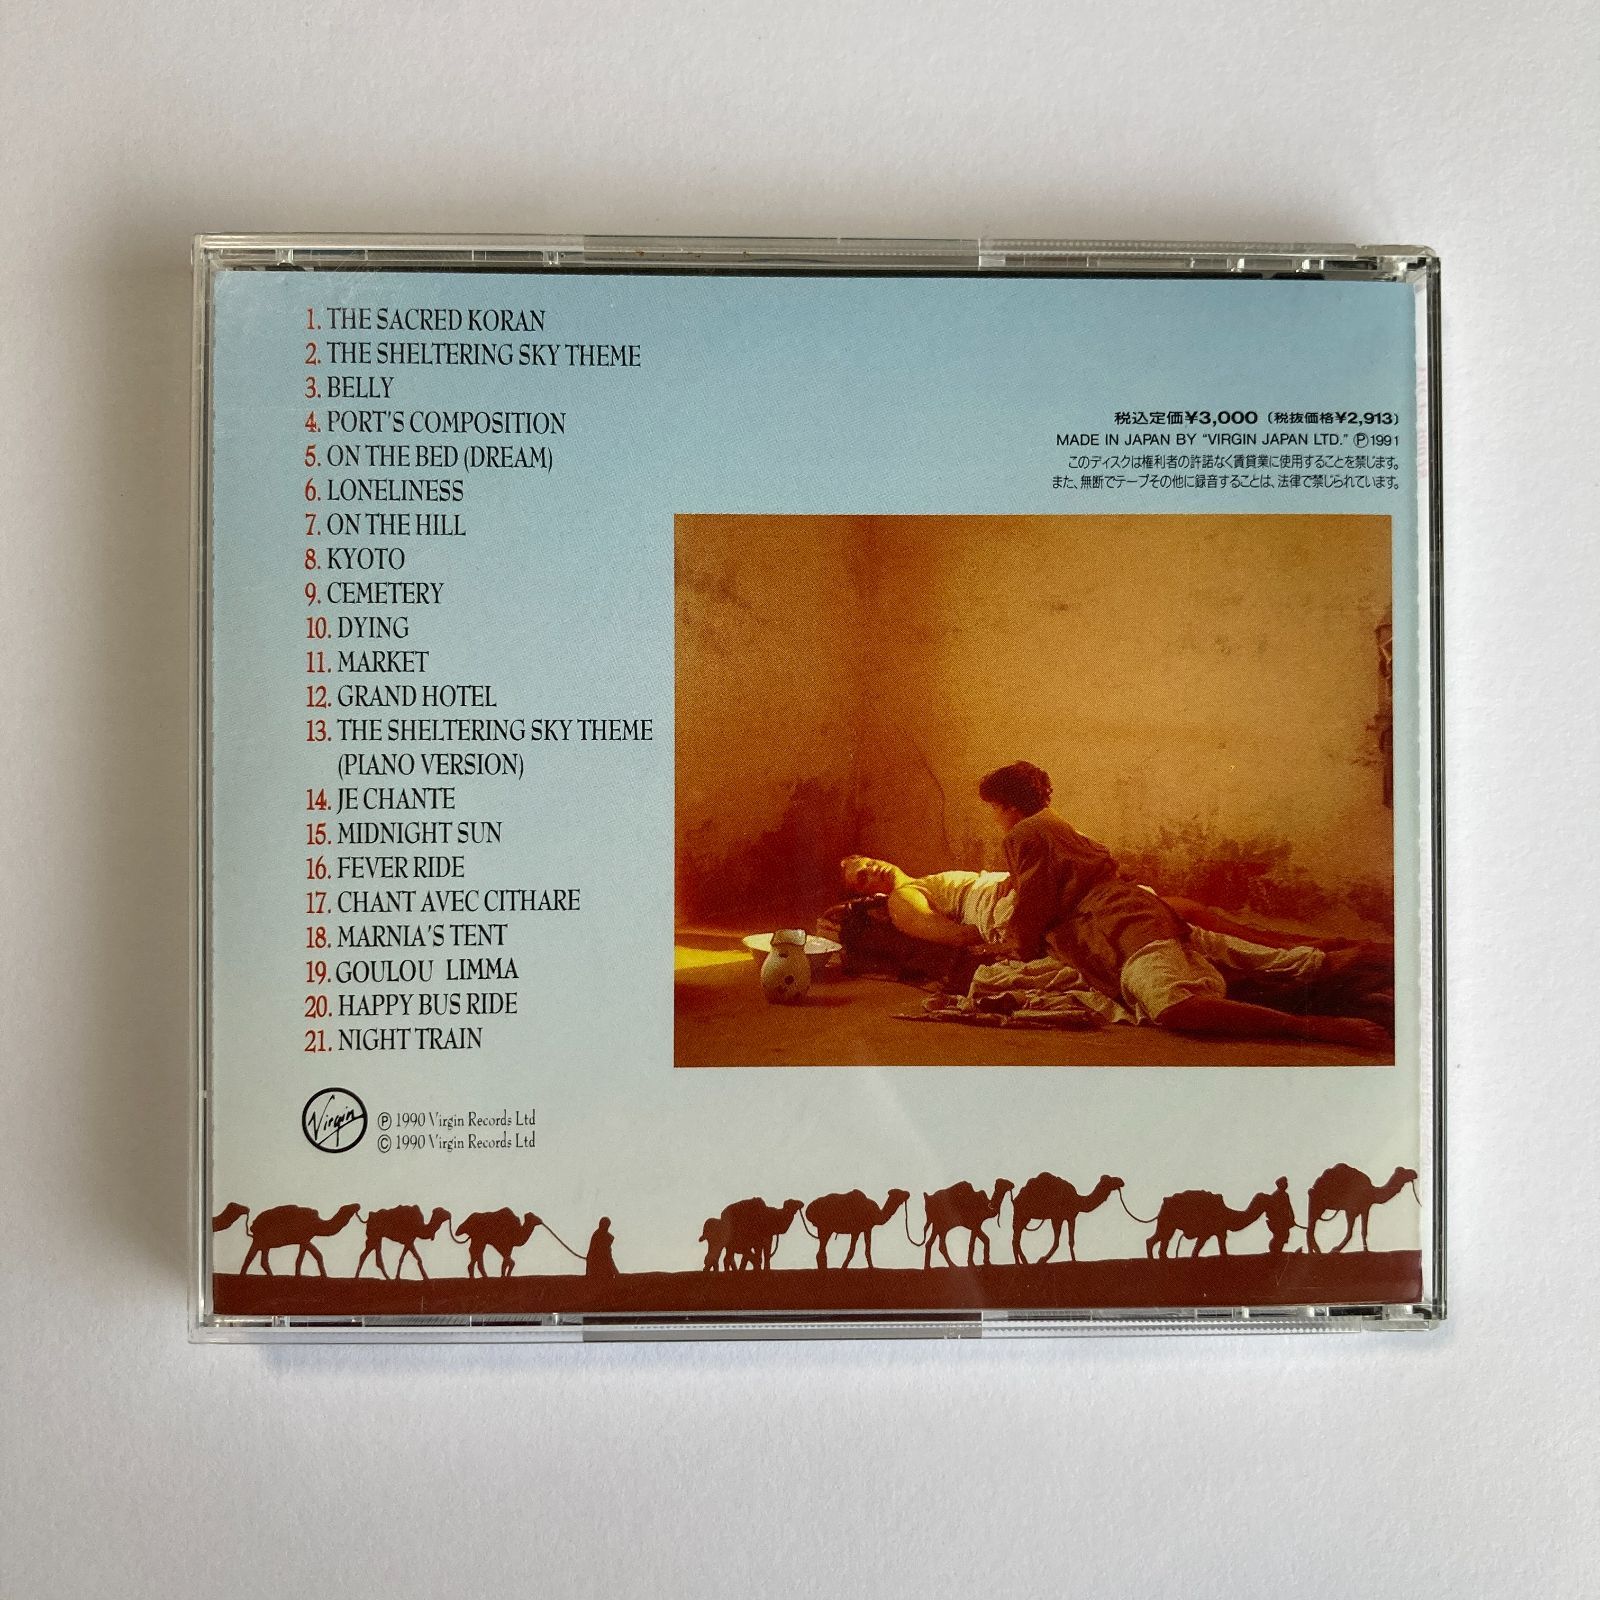 1. THE SACRED KORAN
2. THE SHELTERING SKY THEME
3. BELLY
4. PORT'S COMPOSITION
5. ON THE BED (DREAM)
6. LONELINESS
7. ON THE HILL
8. KYOTO
9. CEMETERY
10. DYING
11. MARKET
12. GRAND HOTEL
13. THE SHELTERING SKY THEME
(PIANO VERSION)
14. JE CHANTE
15. MIDNIGHT SUN
16. FEVER RIDE
17. CHANT AVEC CITHARE
18. MARNIA'S TENT
19. GOULOU LIMMA
20. HAPPY BUS RIDE
21. NIGHT TRAIN
税込定価¥3,000 (税抜価格¥2,913)
MADE IN JAPAN BY "VIRGIN JAPAN LTD." Ⓟ1991
このディスクは権利者の許諾なく賃貸業に使用することを禁じます。
また、無断でテープその他に録音することは、法律で禁じられています。
Virgin
Ⓟ 1990 Virgin Records Ltd
© 1990 Virgin Records Ltd